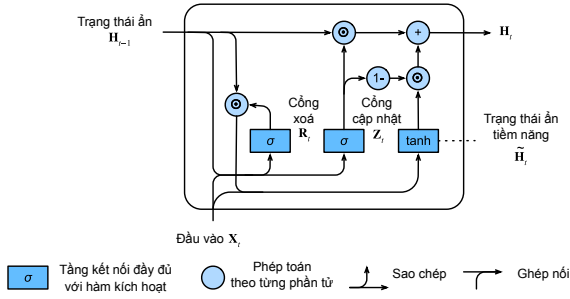 Trạng thái ẩn
H_{t−1}
H_t
1-
+
Cổng
xoá
R_t
Cổng
cập nhật
Z_t
σ
σ
tanh
Trạng thái ẩn
tiềm năng
H̃_t
Đầu vào X_t
σ
Tầng kết nối đầy đủ
với hàm kích hoạt
Phép toán
theo từng phần tử
Sao chép
Ghép nối